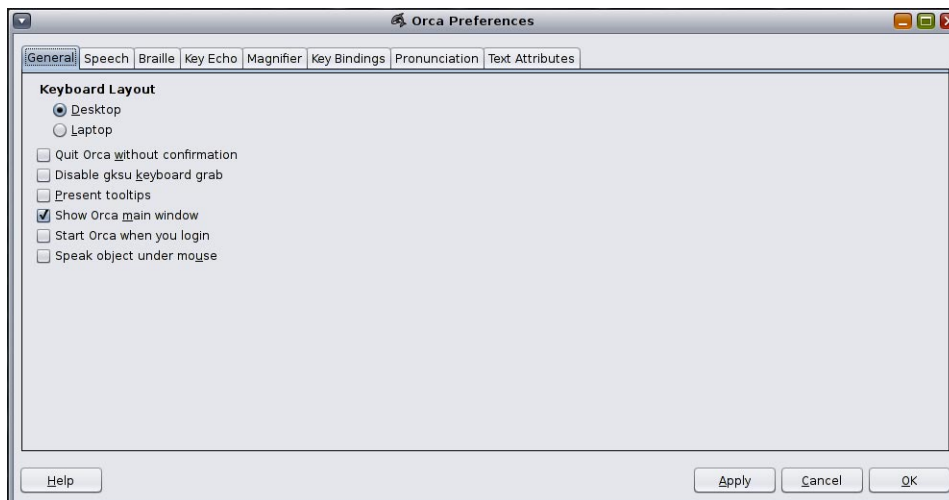 Orca Preferences
General Speech Braille Key Echo Magnifier Key Bindings Pronunciation Text Attributes
Keyboard Layout
Desktop
Laptop
Quit Orca without confirmation
Disable gksu keyboard grab
Present tooltips
Show Orca main window
Start Orca when you login
Speak object under mouse
Help Apply Cancel OK